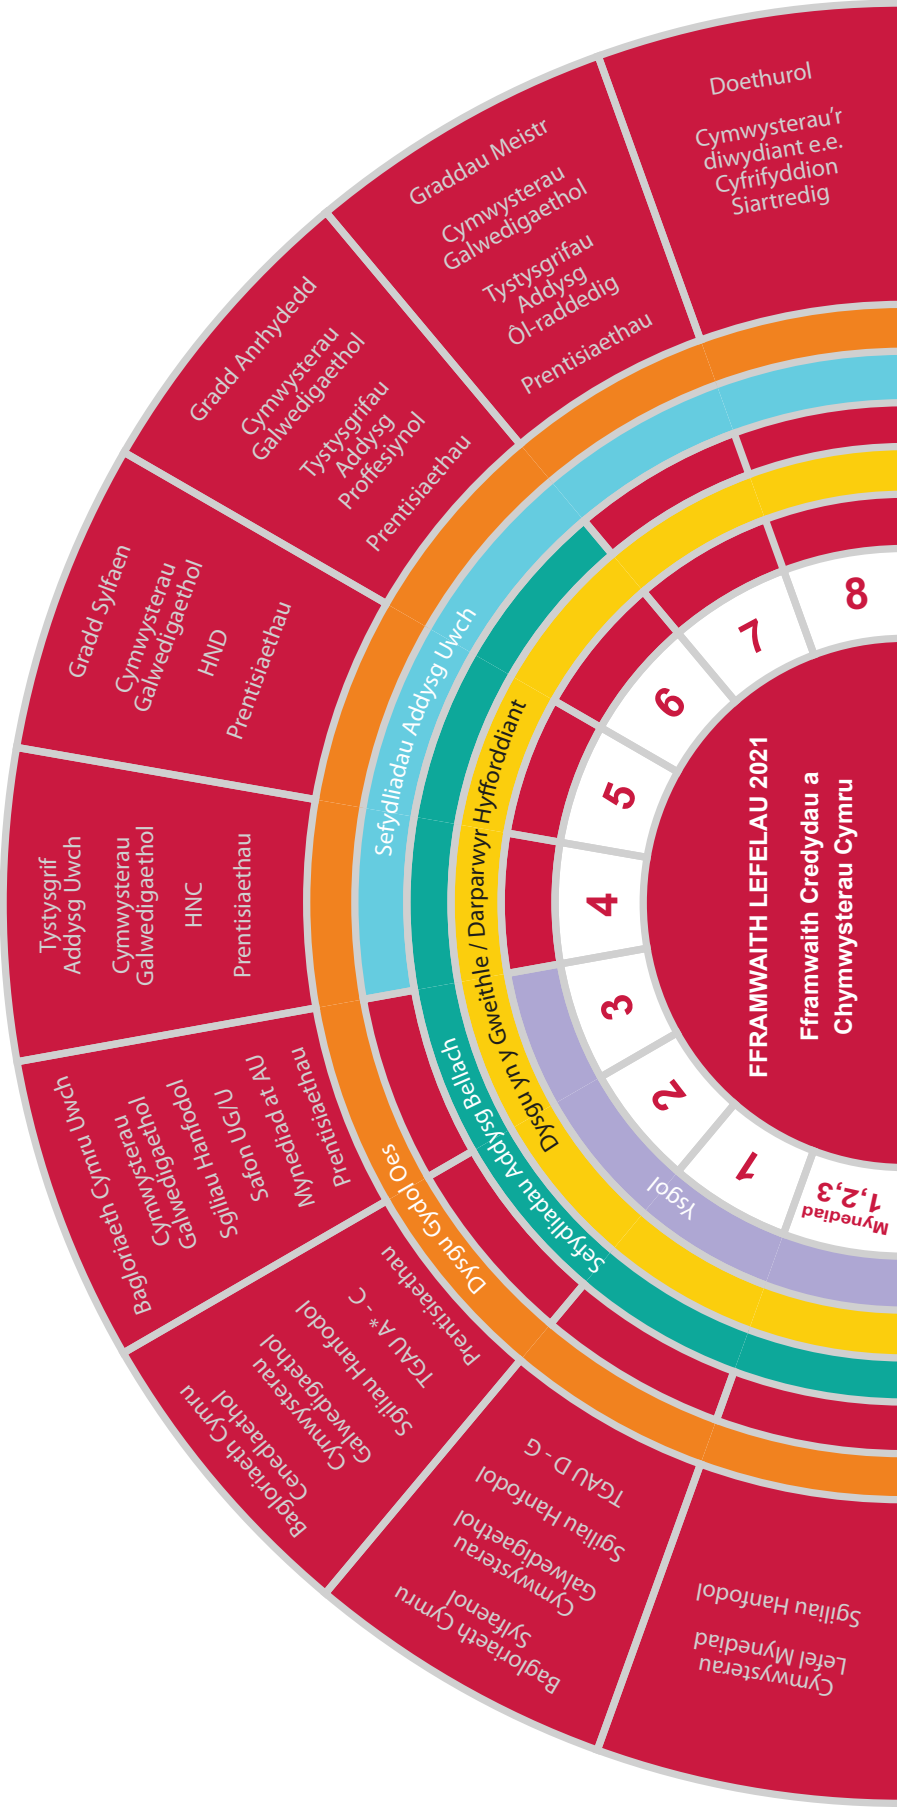 FFRAMWAITH LEFELAU 2021
Fframwaith Credydau a
Chymwysterau Cymru
Mynediad
1,2,3
1
2
3
4
5
6
7
8
Ysgol
Dysgu yn y Gweithle / Darparwyr Hyfforddiant
Sefydliadau Addysg Bellach
Sefydliadau Addysg Uwch
Dysgu Gydol Oes
Cymwysterau
Lefel Mynediad
Sgiliau Hanfodol
Bagloriaeth Cymru
Sylfaenol
Cymwysterau
Galwedigaethol
Sgiliau Hanfodol
TGAU D - G
Bagloriaeth Cymru
Cenedlaethol
Cymwysterau
Galwedigaethol
Sgiliau Hanfodol
TGAU A* - C
Prentisiaethau
Bagloriaeth Cymru Uwch
Cymwysterau
Galwedigaethol
Sgiliau Hanfodol
Safon UG/U
Mynediad at AU
Prentisiaethau
Tystysgrif
Addysg Uwch
Cymwysterau
Galwedigaethol
HNC
Prentisiaethau
Gradd Sylfaen
Cymwysterau
Galwedigaethol
HND
Prentisiaethau
Gradd Anrhydedd
Cymwysterau
Galwedigaethol
Tystysgrifau
Addysg
Proffesiynol
Prentisiaethau
Graddau Meistr
Cymwysterau
Galwedigaethol
Tystysgrifau
Addysg
Ôl-raddedig
Prentisiaethau
Doethurol
Cymwysterau'r
diwydiant e.e.
Cyfrifyddion
Siartredig